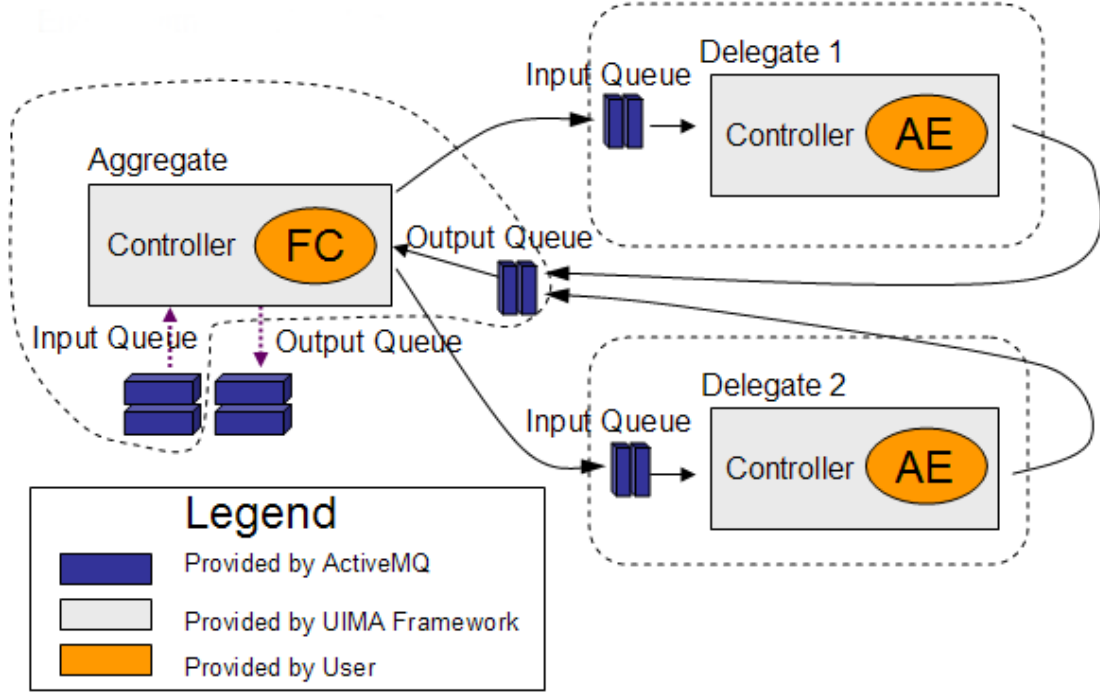 Delegate 1
Input Queue
Controller
AE
Aggregate
Controller
FC
Output Queue
Input Queue
Output Queue
Delegate 2
Input Queue
Controller
AE
Legend
Provided by ActiveMQ
Provided by UIMA Framework
Provided by User